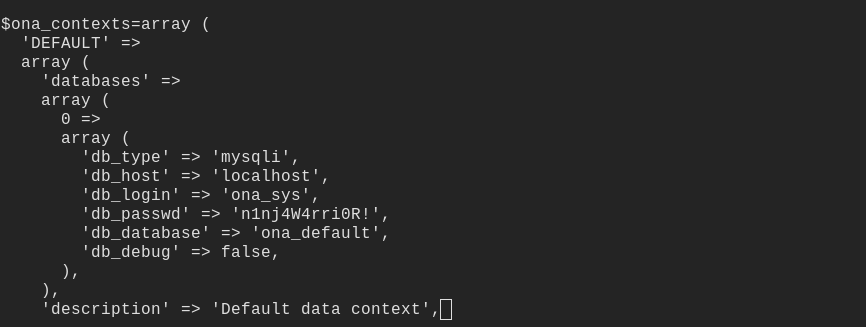 $ona_contexts=array (
  'DEFAULT' =>
  array (
    'databases' =>
    array (
      0 =>
      array (
        'db_type' => 'mysqli',
        'db_host' => 'localhost',
        'db_login' => 'ona_sys',
        'db_passwd' => 'n1nj4W4rri0R!',
        'db_database' => 'ona_default',
        'db_debug' => false,
      ),
    ),
    'description' => 'Default data context',